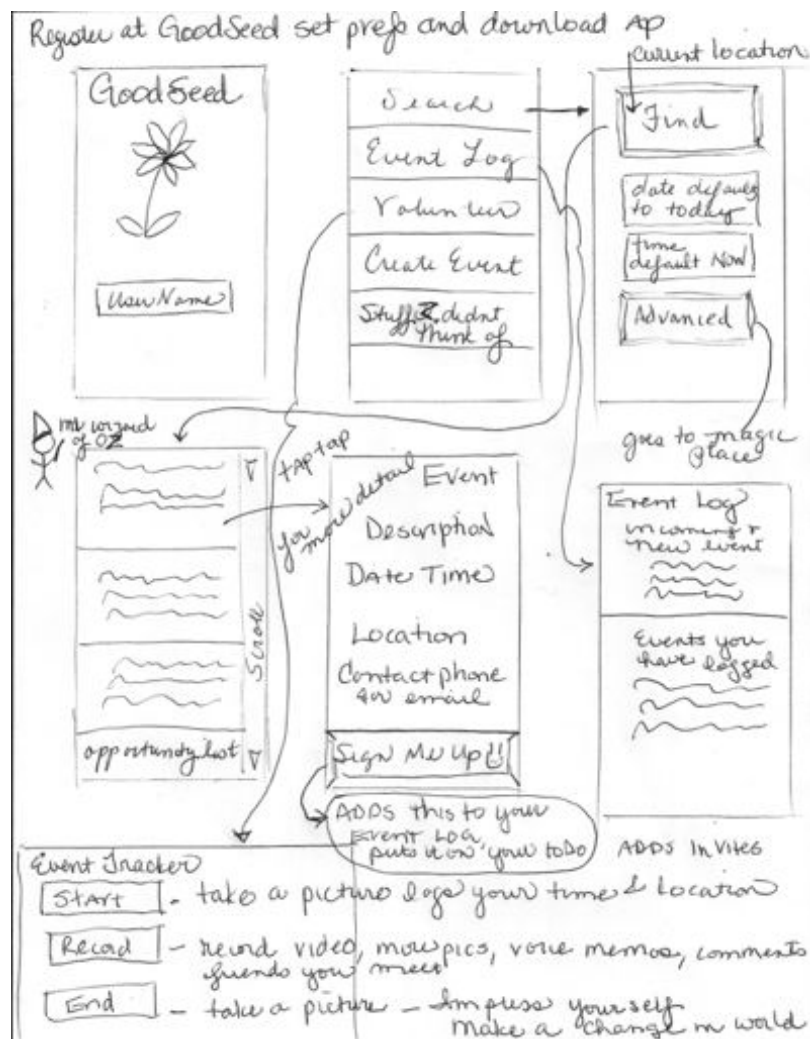 Register at GoodSeed set prefs and download AP
current location
GoodSeed
UserName
Search
Event Log
Volunteer
Create Event
Stuff I didnt
think of
Find
date defaults
to today
time
default Now
Advanced
goes to magic
place
wizard
of OZ
tap tap
for more detail
Scroll
opportunity list
Event
Description
Date Time
Location
Contact phone
or email
Sign Me Up
ADDS this to your
Event Log
puts it on your todo
Event Log
incoming +
new event
Events you
have logged
ADDS INVITES
Event Tracker
Start - take a picture logs your time & Location
Record - record video, more pics, voice memos, comments
friends you meet
End - take a picture - Impress yourself
Make a change in world